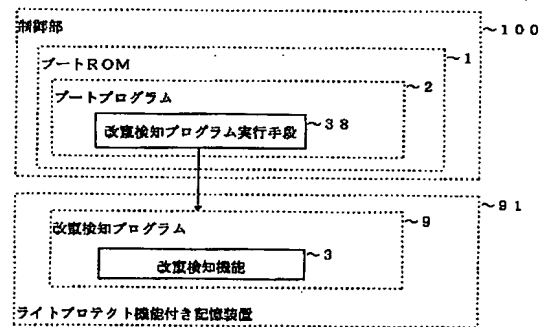 制御部
~100
ブートROM
~1
ブートプログラム
~2
改竄検知プログラム実行手段
~38
~91
改竄検知プログラム
~9
改竄検知機能
~3
ライトプロテクト機能付き記憶装置